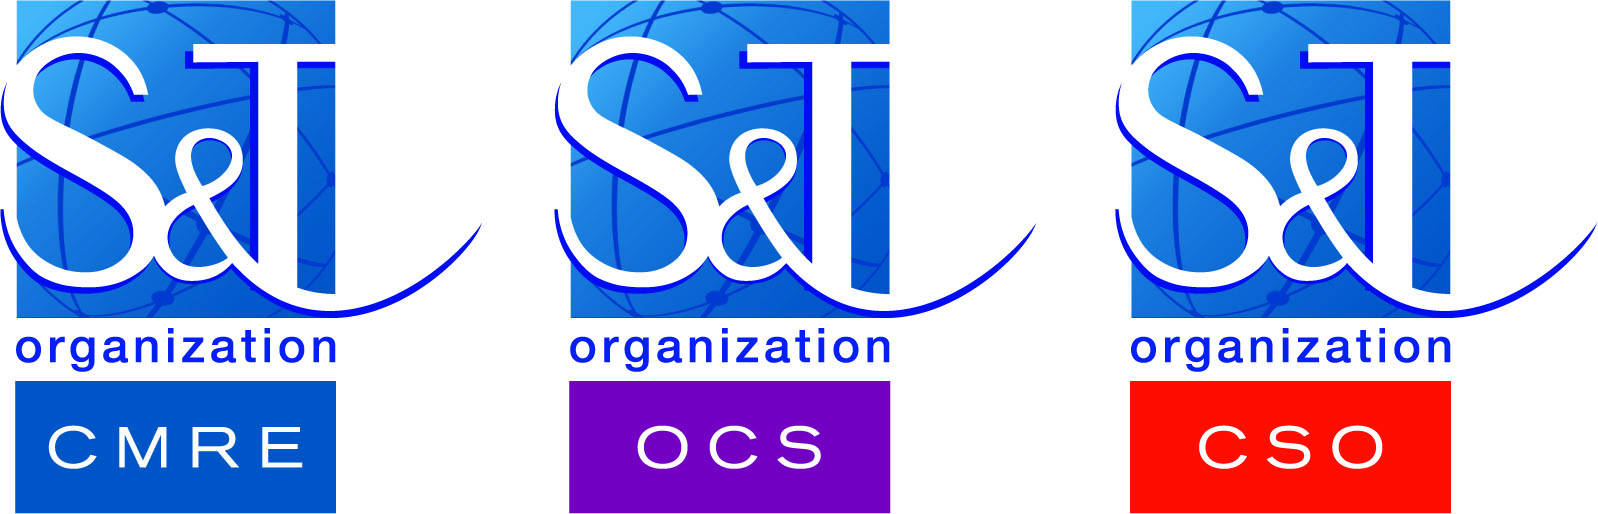 S&T
organization
CMRE
S&T
organization
OCS
S&T
organization
CSO